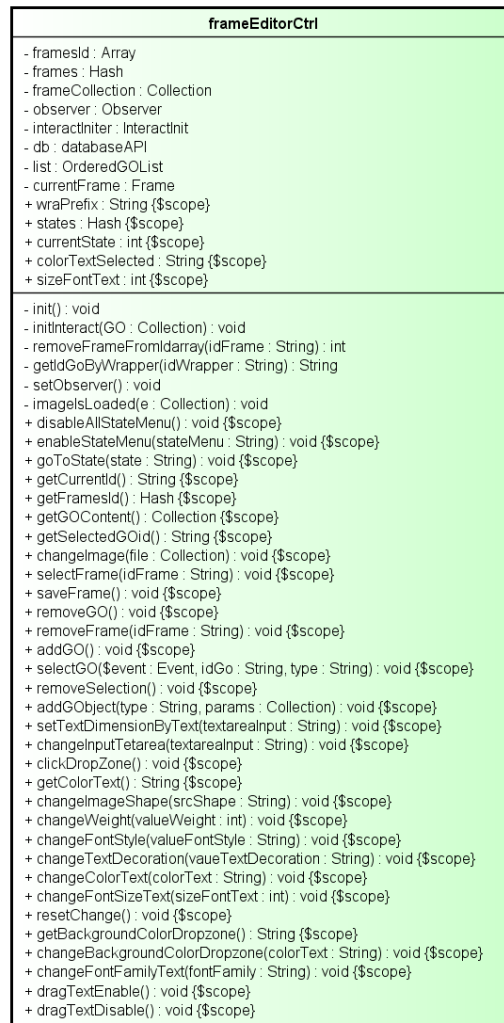 frameEditorCtrl
- framesId : Array
- frames : Hash
- frameCollection : Collection
- observer : Observer
- interactIniter : InteractInit
- db : databaseAPI
- list : OrderedGOList
- currentFrame : Frame
+ wraPrefix : String {$scope}
+ states : Hash {$scope}
+ currentState : int {$scope}
+ colorTextSelected : String {$scope}
+ sizeFontText : int {$scope}
- init() : void
- initInteract(GO : Collection) : void
- removeFrameFromIdarray(idFrame : String) : int
- getIdGoByWrapper(idWrapper : String) : String
- setObserver() : void
- imageIsLoaded(e : Collection) : void
+ disableAllStateMenu() : void {$scope}
+ enableStateMenu(stateMenu : String) : void {$scope}
+ goToState(state : String) : void {$scope}
+ getCurrentId() : String {$scope}
+ getFramesId() : Hash {$scope}
+ getGOContent() : Collection {$scope}
+ getSelectedGOid() : String {$scope}
+ changeImage(file : Collection) : void {$scope}
+ selectFrame(idFrame : String) : void {$scope}
+ saveFrame() : void {$scope}
+ removeGO() : void {$scope}
+ removeFrame(idFrame : String) : void {$scope}
+ addGO() : void {$scope}
+ selectGO($event : Event, idGo : String, type : String) : void {$scope}
+ removeSelection() : void {$scope}
+ addGObject(type : String, params : Collection) : void {$scope}
+ setTextDimensionByText(textareaInput : String) : void {$scope}
+ changeInputTetarea(textareaInput : String) : void {$scope}
+ clickDropZone() : void {$scope}
+ getColorText() : String {$scope}
+ changeImageShape(srcShape : String) : void {$scope}
+ changeWeight(valueWeight : int) : void {$scope}
+ changeFontStyle(valueFontStyle : String) : void {$scope}
+ changeTextDecoration(vaueTextDecoration : String) : void {$scope}
+ changeColorText(colorText : String) : void {$scope}
+ changeFontSizeText(sizeFontText : int) : void {$scope}
+ resetChange() : void {$scope}
+ getBackgroundColorDropzone() : String {$scope}
+ changeBackgroundColorDropzone(colorText : String) : void {$scope}
+ changeFontFamilyText(fontFamily : String) : void {$scope}
+ dragTextEnable() : void {$scope}
+ dragTextDisable() : void {$scope}